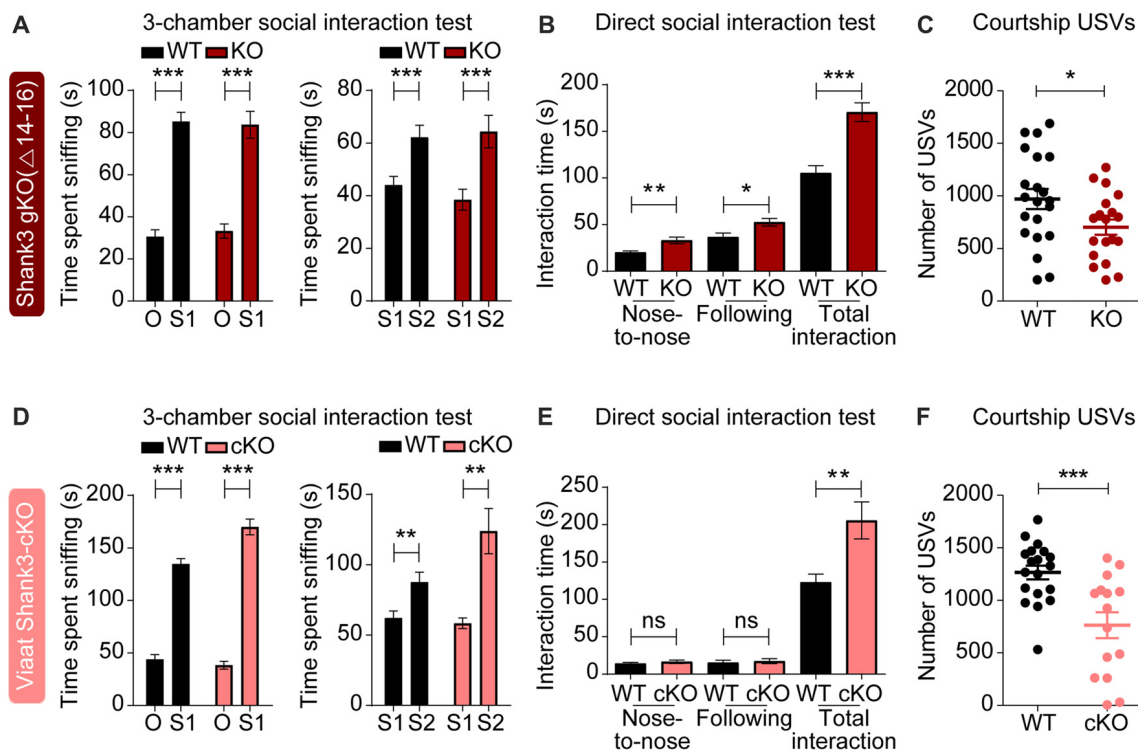 A
3-chamber social interaction test
WT KO
WT KO
Shank3 gKO(△14-16)
Time spent sniffing (s)
100
80
60
40
20
0
***
***
O S1 O S1
Time spent sniffing (s)
80
60
40
20
0
***
***
S1 S2 S1 S2
B
Direct social interaction test
Interaction time (s)
200
150
100
50
0
**
*
***
WT KO WT KO WT KO
Nose-to-nose
Following
Total interaction
C
Courtship USVs
Number of USVs
2000
1500
1000
500
0
*
WT KO
D
3-chamber social interaction test
WT cKO
WT cKO
Viaat Shank3-cKO
Time spent sniffing (s)
200
150
100
50
0
***
***
O S1 O S1
Time spent sniffing (s)
150
100
50
0
**
**
S1 S2 S1 S2
E
Direct social interaction test
Interaction time (s)
250
200
150
100
50
0
ns
ns
**
WT cKO WT cKO WT cKO
Nose-to-nose
Following
Total interaction
F
Courtship USVs
Number of USVs
2000
1500
1000
500
0
***
WT cKO